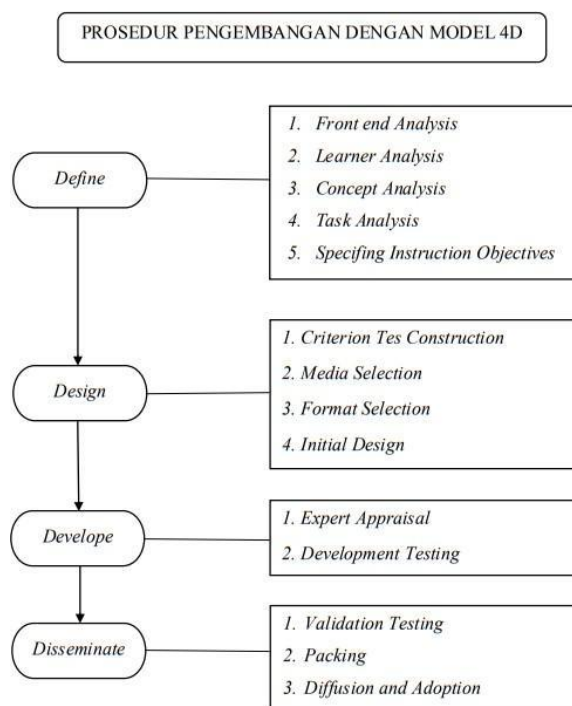 PROSEDUR PENGEMBANGAN DENGAN MODEL 4D
Define
1. Front end Analysis
2. Learner Analysis
3. Concept Analysis
4. Task Analysis
5. Specifing Instruction Objectives
Design
1. Criterion Tes Construction
2. Media Selection
3. Format Selection
4. Initial Design
Develope
1. Expert Appraisal
2. Development Testing
Disseminate
1. Validation Testing
2. Packing
3. Diffusion and Adoption